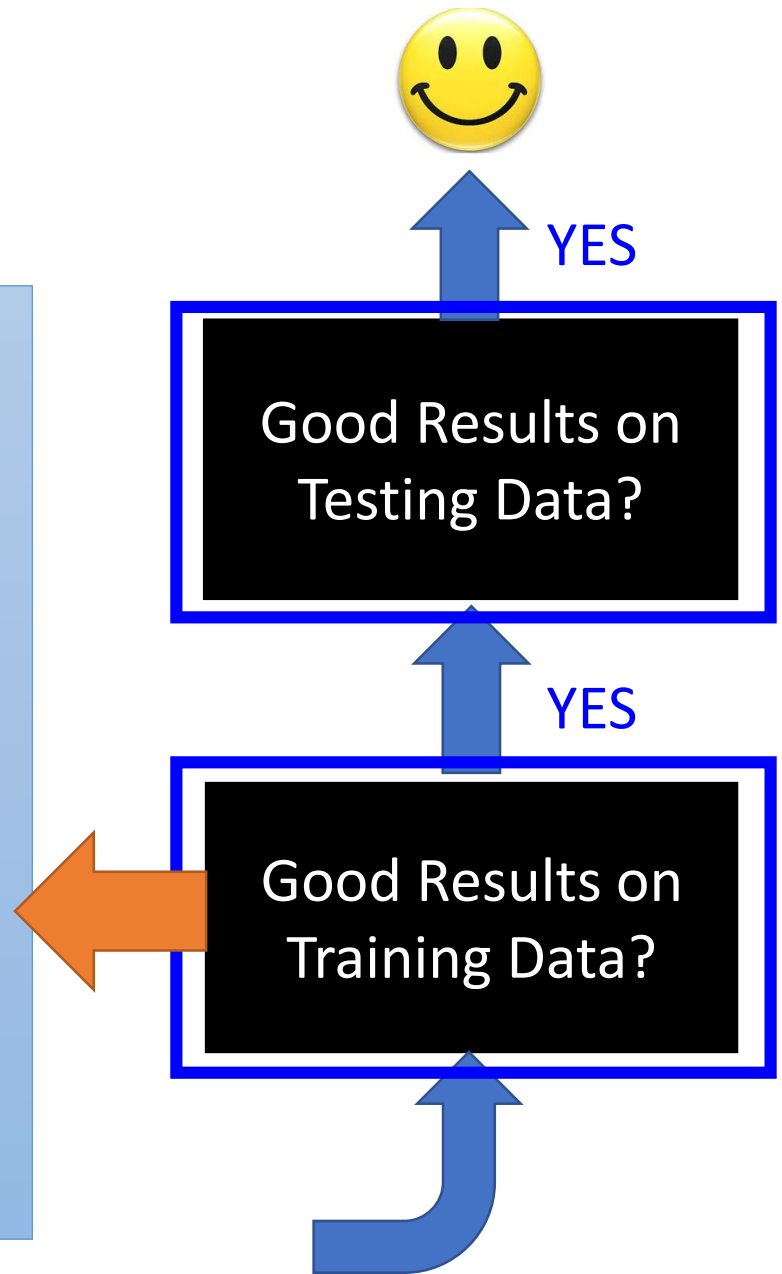 YES
Good Results on
Testing Data?
YES
Good Results on
Training Data?